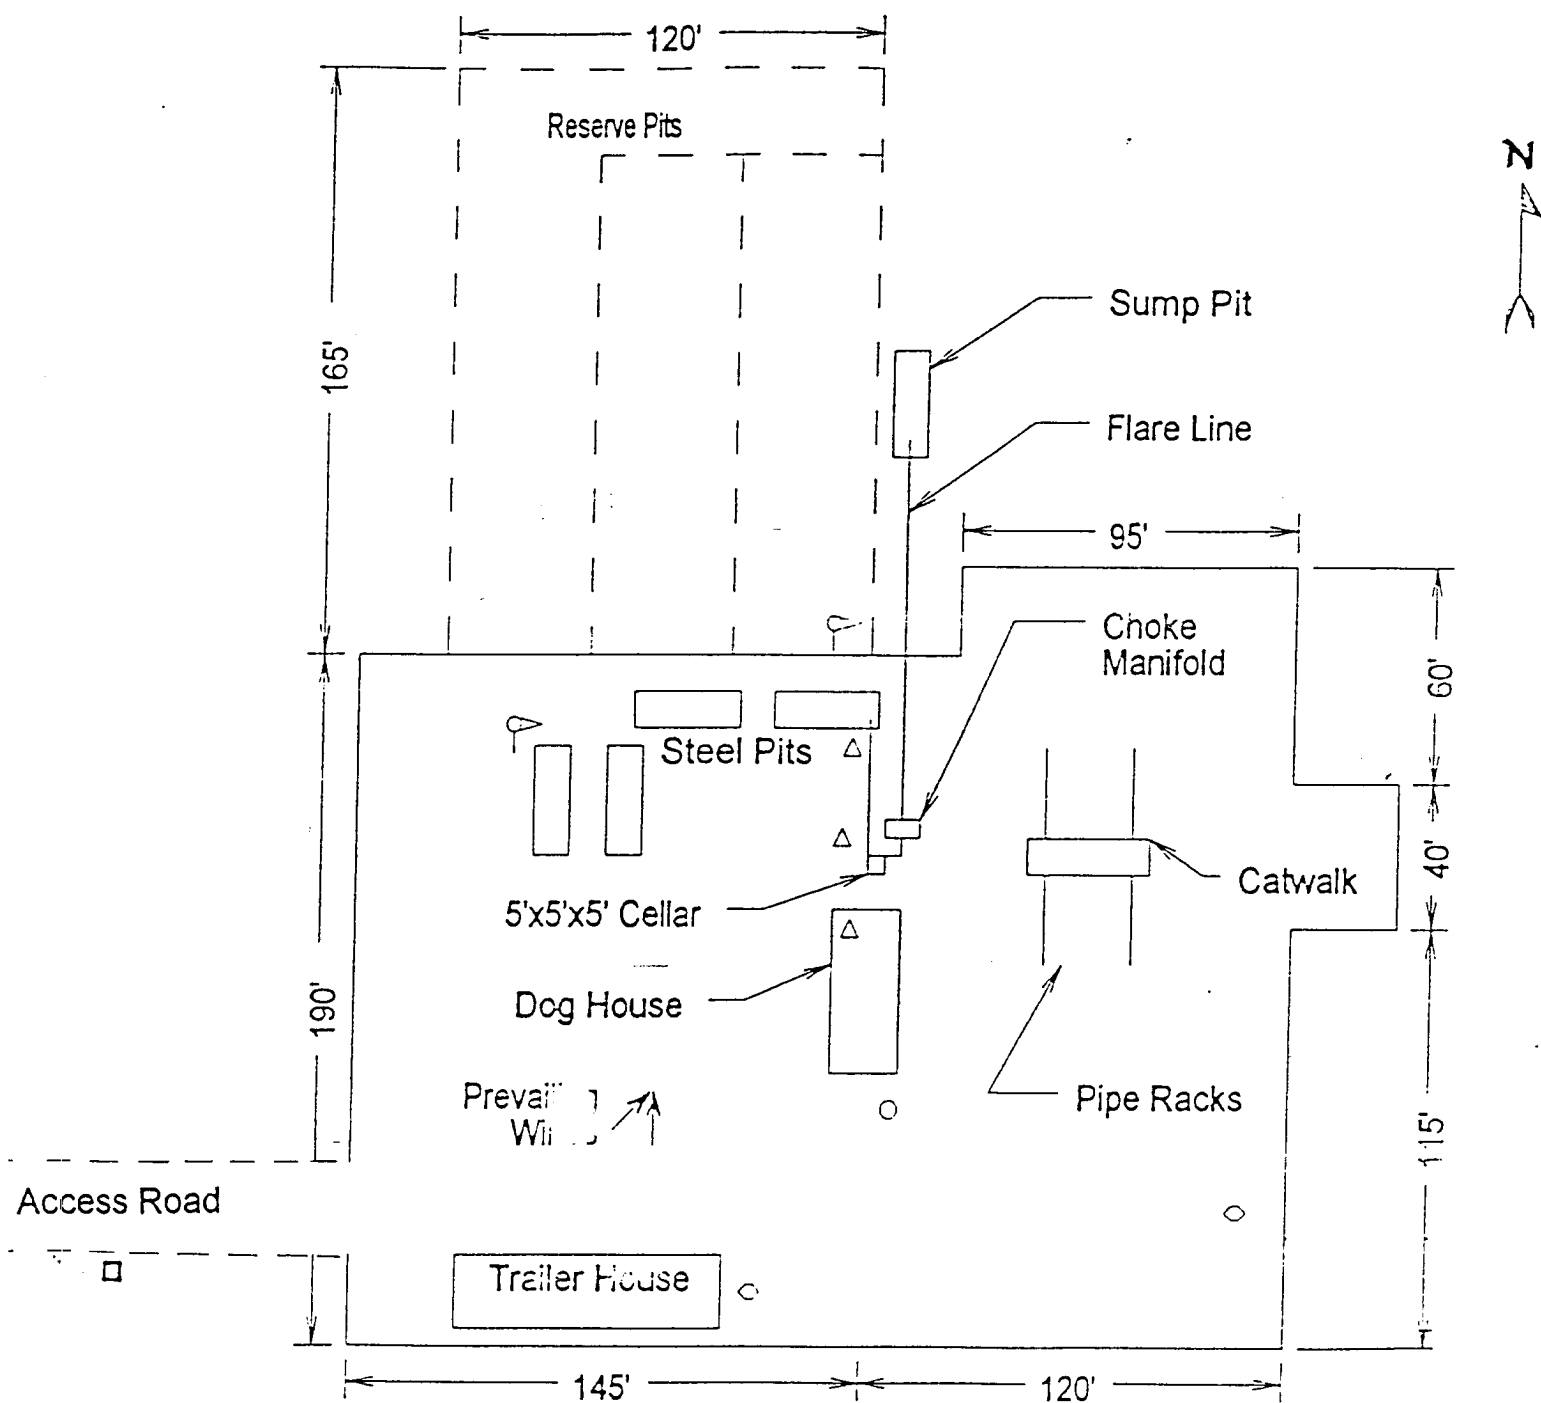 120'
Reserve Pits
N
Sump Pit
165'
Flare Line
95'
Choke
Manifold
60'
Steel Pits
40'
Catwalk
5'x5'x5' Cellar
Dog House
190'
Pipe Racks
115'
Access Road
Trailer House
145'
120'